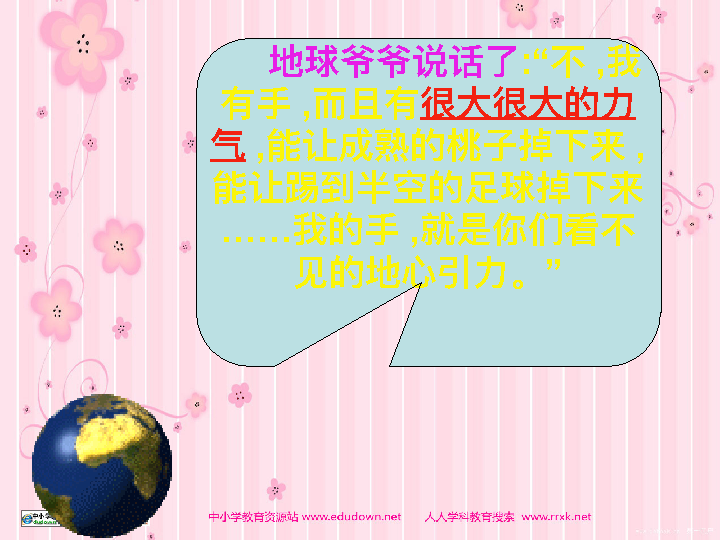 地球爷爷说话了:“不,我
有手,而且有很大很大的力
气,能让成熟的桃子掉下来,
能让踢到半空的足球掉下来
……我的手,就是你们看不
见的地心引力。”
中小学教育资源站 www.edudown.net 人人学科教育搜索 www.rrxk.net